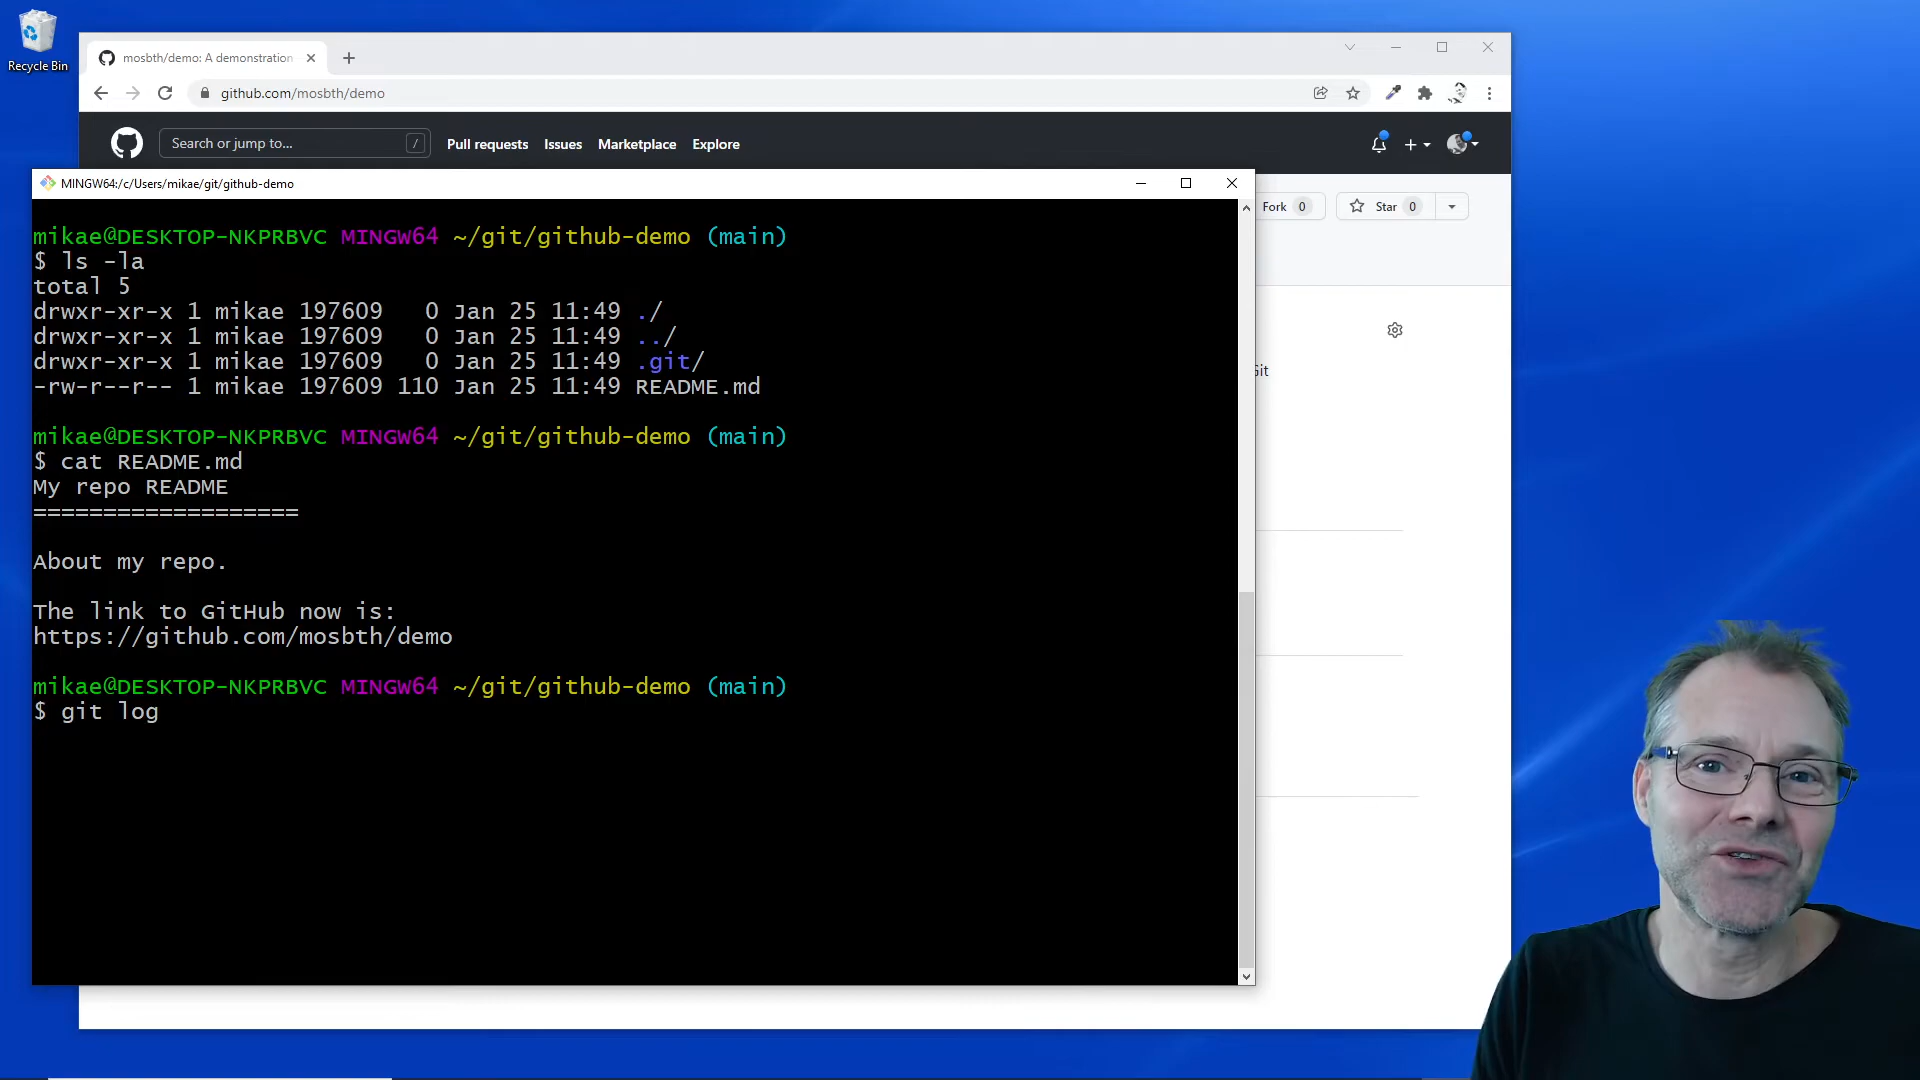 Recycle Bin
mosbth/demo: A demonstration
github.com/mosbth/demo
Search or jump to... /
Pull requests Issues Marketplace Explore
MINGW64:/c/Users/mikae/git/github-demo
Fork 0 Star 0
mikae@DESKTOP-NKPRBVC MINGW64 ~/git/github-demo (main)
$ ls -la
total 5
drwxr-xr-x 1 mikae 197609 0 Jan 25 11:49 ./
drwxr-xr-x 1 mikae 197609 0 Jan 25 11:49 ../
drwxr-xr-x 1 mikae 197609 0 Jan 25 11:49 .git/
-rw-r--r-- 1 mikae 197609 110 Jan 25 11:49 README.md
mikae@DESKTOP-NKPRBVC MINGW64 ~/git/github-demo (main)
$ cat README.md
My repo README
===================
About my repo.
The link to GitHub now is:
https://github.com/mosbth/demo
mikae@DESKTOP-NKPRBVC MINGW64 ~/git/github-demo (main)
$ git log